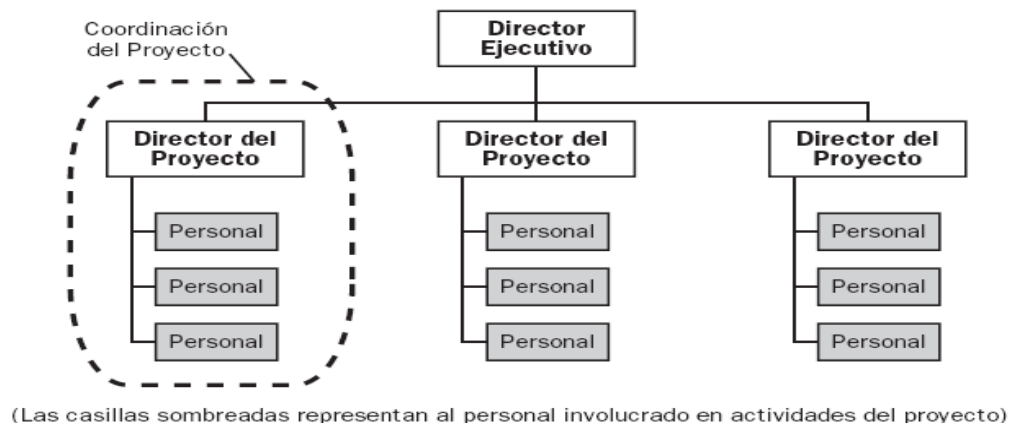 Coordinación
del Proyecto
Director
Ejecutivo
Director del
Proyecto
Director del
Proyecto
Director del
Proyecto
Personal
Personal
Personal
Personal
Personal
Personal
Personal
Personal
Personal
(Las casillas sombreadas representan al personal involucrado en actividades del proyecto)